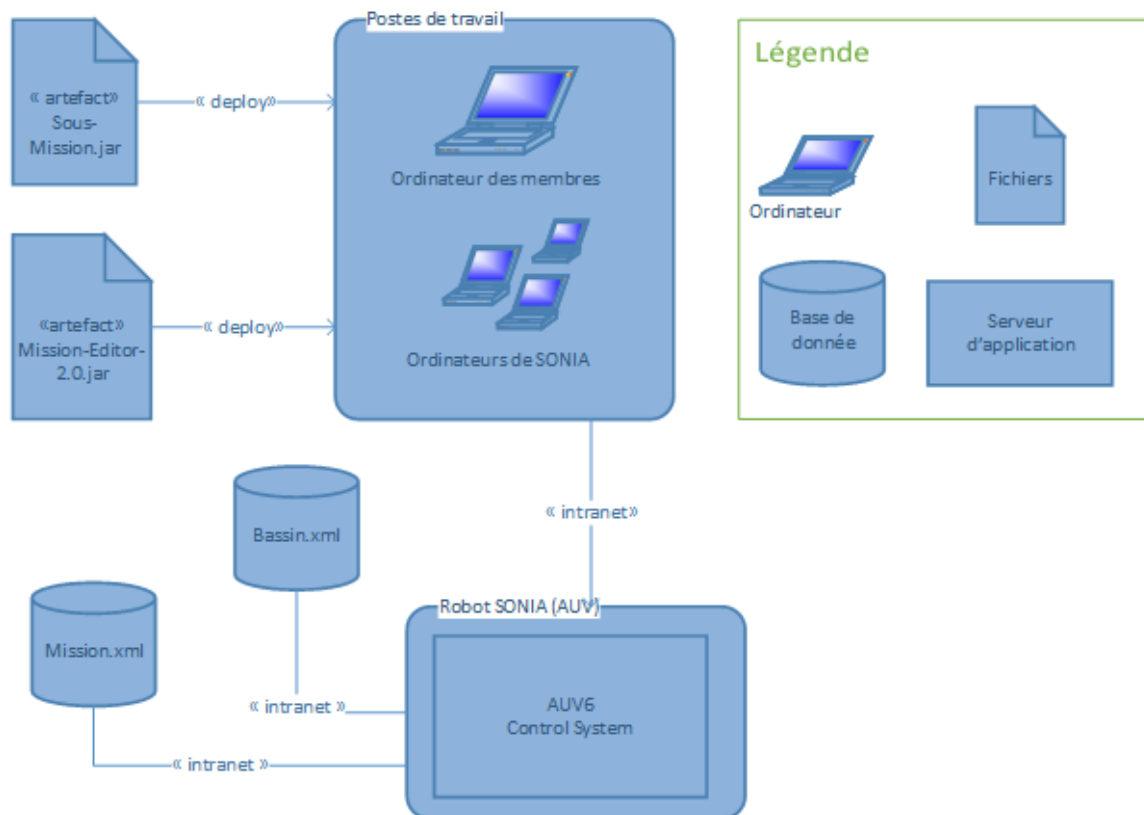 Postes de travail
« artefact»
Sous-
Mission.jar
« deploy»
Ordinateur des membres
«artefact»
Mission-Editor-
2.0.jar
« deploy»
Ordinateurs de SONIA
Légende
Ordinateur
Fichiers
Base de
donnée
Serveur
d'application
« intranet»
Bassin.xml
Mission.xml
« intranet »
« intranet »
Robot SONIA (AUV)
AUV6
Control System